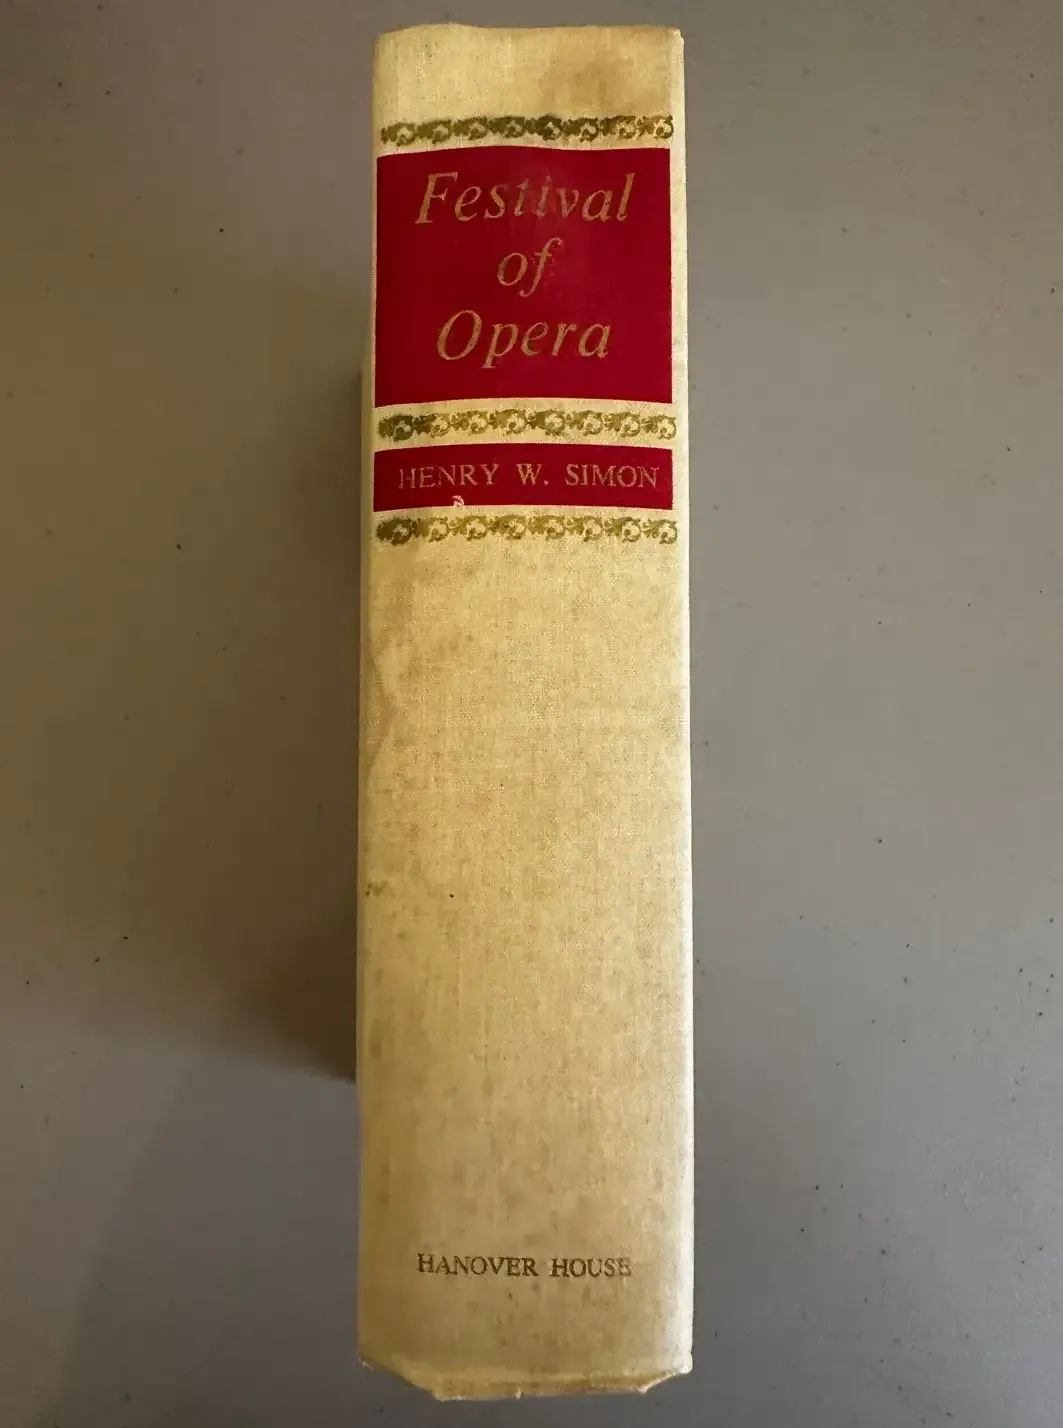 Festival
of
Opera
HENRY W. SIMON
HANOVER HOUSE